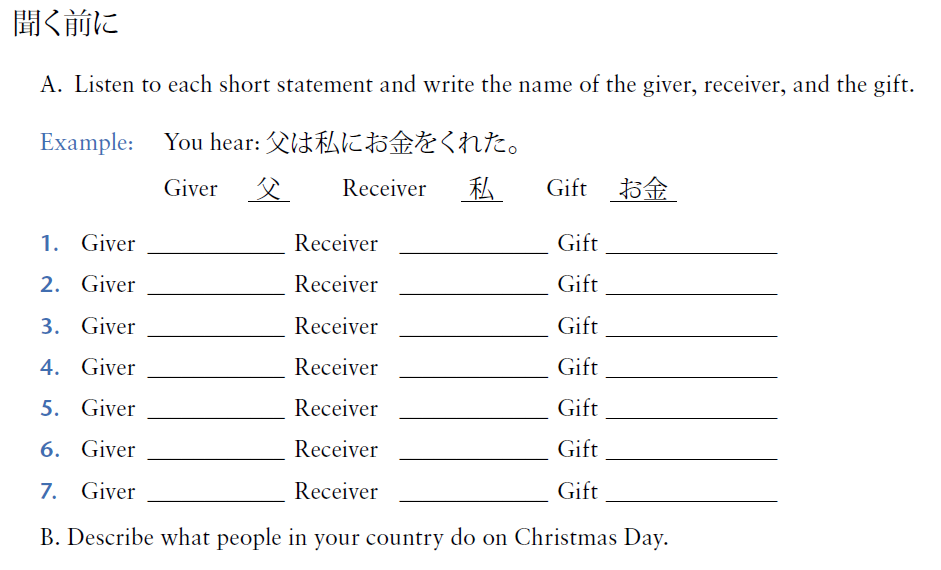 聞く前に
A. Listen to each short statement and write the name of the giver, receiver, and the gift.
Example: You hear: 父は私にお金をくれた。
Giver 父 Receiver 私 Gift お金
1. Giver ____________ Receiver ____________ Gift ____________
2. Giver ____________ Receiver ____________ Gift ____________
3. Giver ____________ Receiver ____________ Gift ____________
4. Giver ____________ Receiver ____________ Gift ____________
5. Giver ____________ Receiver ____________ Gift ____________
6. Giver ____________ Receiver ____________ Gift ____________
7. Giver ____________ Receiver ____________ Gift ____________
B. Describe what people in your country do on Christmas Day.